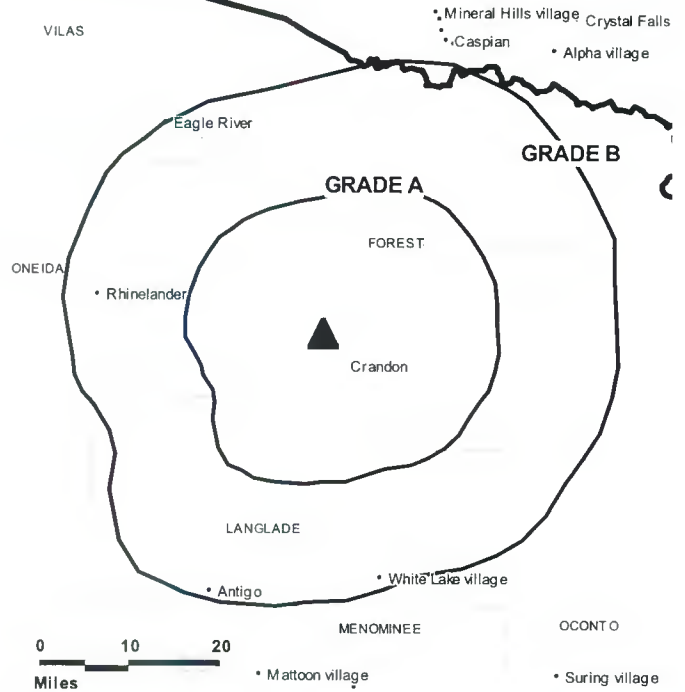 Mineral Hills village
Crystal Falls
VILAS
Caspian
Alpha village
Eagle River
GRADE B
GRADE A
FOREST
ONEIDA
Rhinelander
Crandon
LANGLADE
White Lake village
Antigo
MENOMINEE
OCONTO
0 10 20
Miles
Mattoon village
Suring village